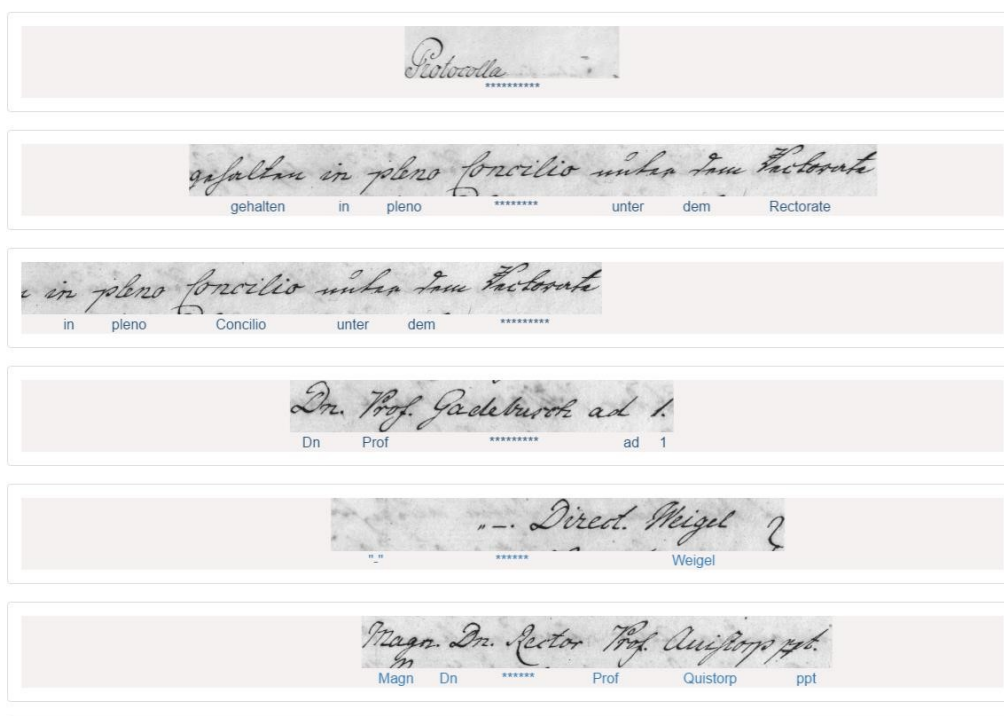 Protocolla
**********
gehalten in pleno Concilio unter dem Rectorate
gehalten in pleno ******** unter dem Rectorate
in pleno Concilio unter dem Rectorate
in pleno Concilio unter dem *********
Dn. Prof. Gadebusch ad 1.
Dn Prof ********* ad 1
"-. Direct. Weigel
"-" ****** Weigel
Magn. Dn. Rector Prof. Quistorp ppt.
Magn Dn ****** Prof Quistorp ppt